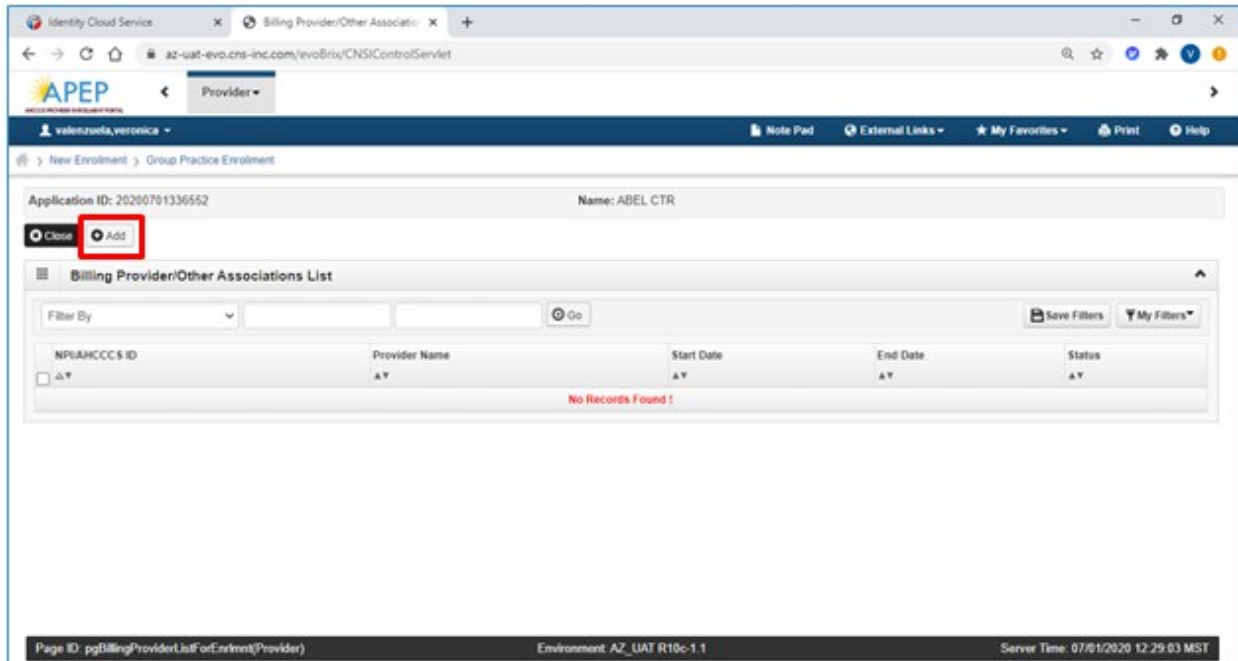 Identity Cloud Service
Billing Provider/Other Associatio
az-uat-evo.cns-inc.com/evoBrix/CNSIControlServlet
V
APEP
AHCCCS PROVIDER ENROLLMENT PORTAL
Provider
valenzuela,veronica
Note Pad
External Links
My Favorites
Print
Help
> New Enrollment > Group Practice Enrollment
Application ID: 20200701336552
Name: ABEL CTR
Close
Add
Billing Provider/Other Associations List
Filter By
Go
Save Filters
My Filters
NPI/AHCCCS ID
Provider Name
Start Date
End Date
Status
No Records Found !
Page ID: pgBillingProviderListForEnrlmnt(Provider)
Environment: AZ_UAT R10c-1.1
Server Time: 07/01/2020 12:29:03 MST